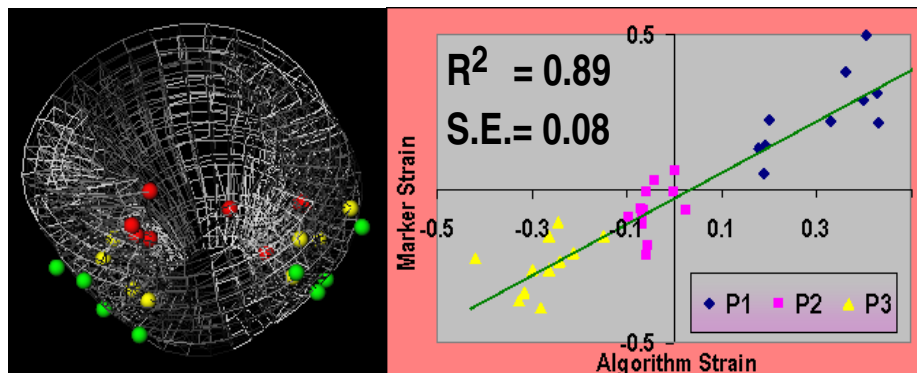 R2 = 0.89
S.E.= 0.08
0.5
-0.5 -0.3 -0.1 0.1 0.3
-0.5
Marker Strain
Algorithm Strain
P1 P2 P3